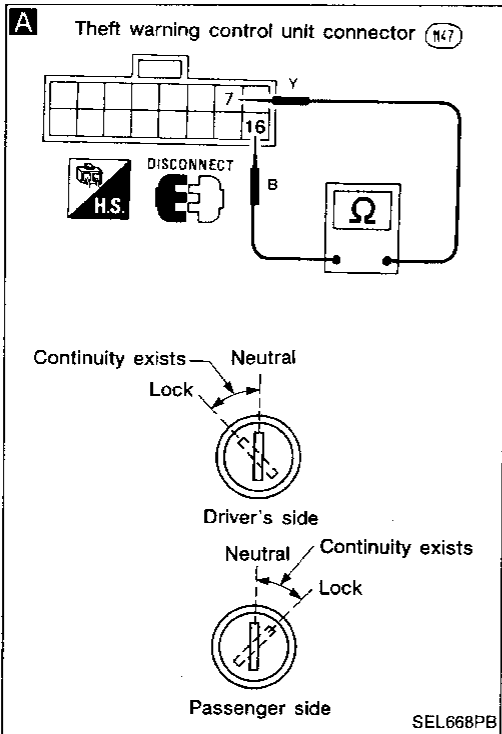 A
Theft warning control unit connector M47
7
Y
16
DISCONNECT
H.S.
B
Ω
Continuity exists
Neutral
Lock
Driver's side
Neutral
Continuity exists
Lock
Passenger side
SEL668PB